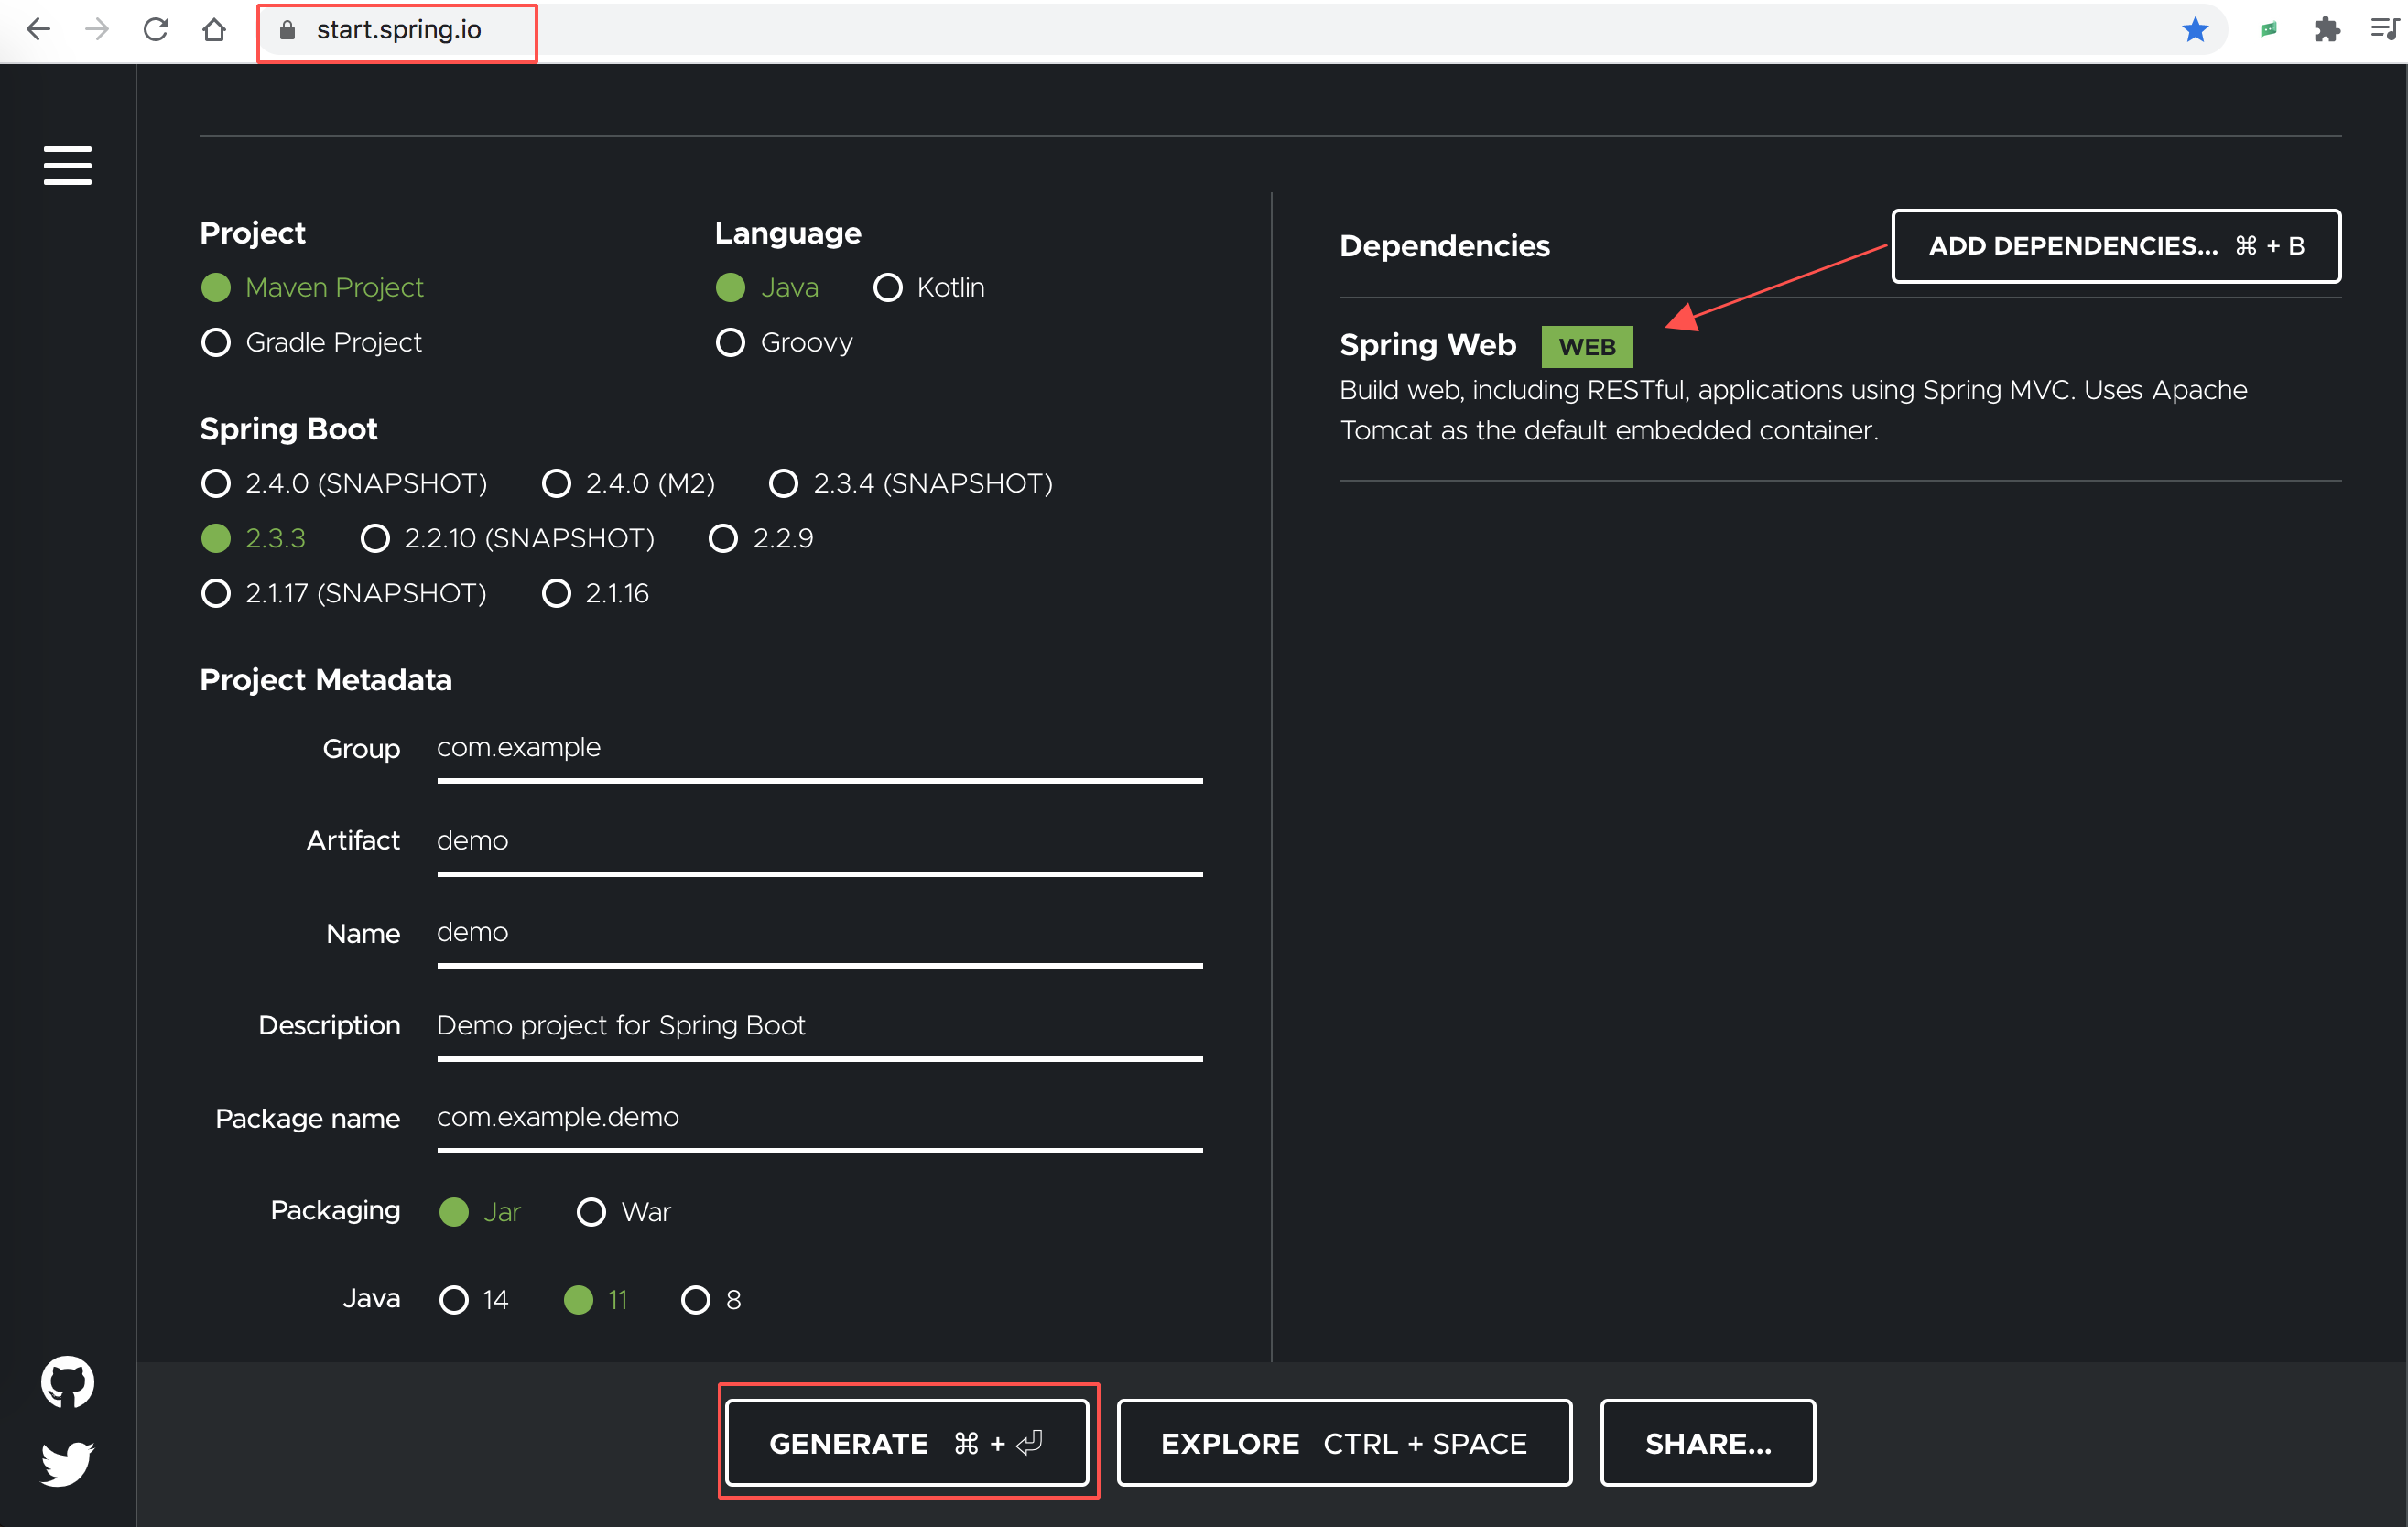 start.spring.io
Project
Maven Project
Gradle Project
Language
Java Kotlin
Groovy
Spring Boot
2.4.0 (SNAPSHOT) 2.4.0 (M2) 2.3.4 (SNAPSHOT)
2.3.3 2.2.10 (SNAPSHOT) 2.2.9
2.1.17 (SNAPSHOT) 2.1.16
Project Metadata
Group com.example
Artifact demo
Name demo
Description Demo project for Spring Boot
Package name com.example.demo
Packaging Jar War
Java 14 11 8
Dependencies ADD DEPENDENCIES... ⌘ + B
Spring Web WEB
Build web, including RESTful, applications using Spring MVC. Uses Apache
Tomcat as the default embedded container.
GENERATE ⌘ + ⏎ EXPLORE CTRL + SPACE SHARE...